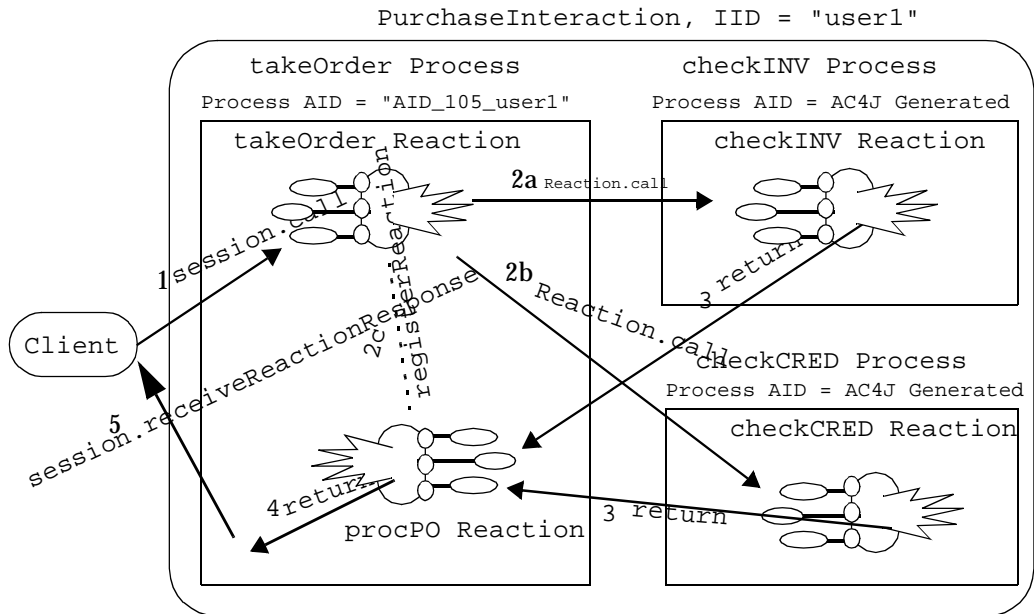 PurchaseInteraction, IID = "user1"
takeOrder Process
checkINV Process
Process AID = "AID_105_user1"
Process AID = AC4J Generated
takeOrder Reaction
checkINV Reaction
2a Reaction.call
1 session.call
2c registerReaction
2b Reaction.call
3 return
Client
checkCRED Process
Process AID = AC4J Generated
checkCRED Reaction
5 session.receiveReactionResponse
4 return
3 return
procPO Reaction